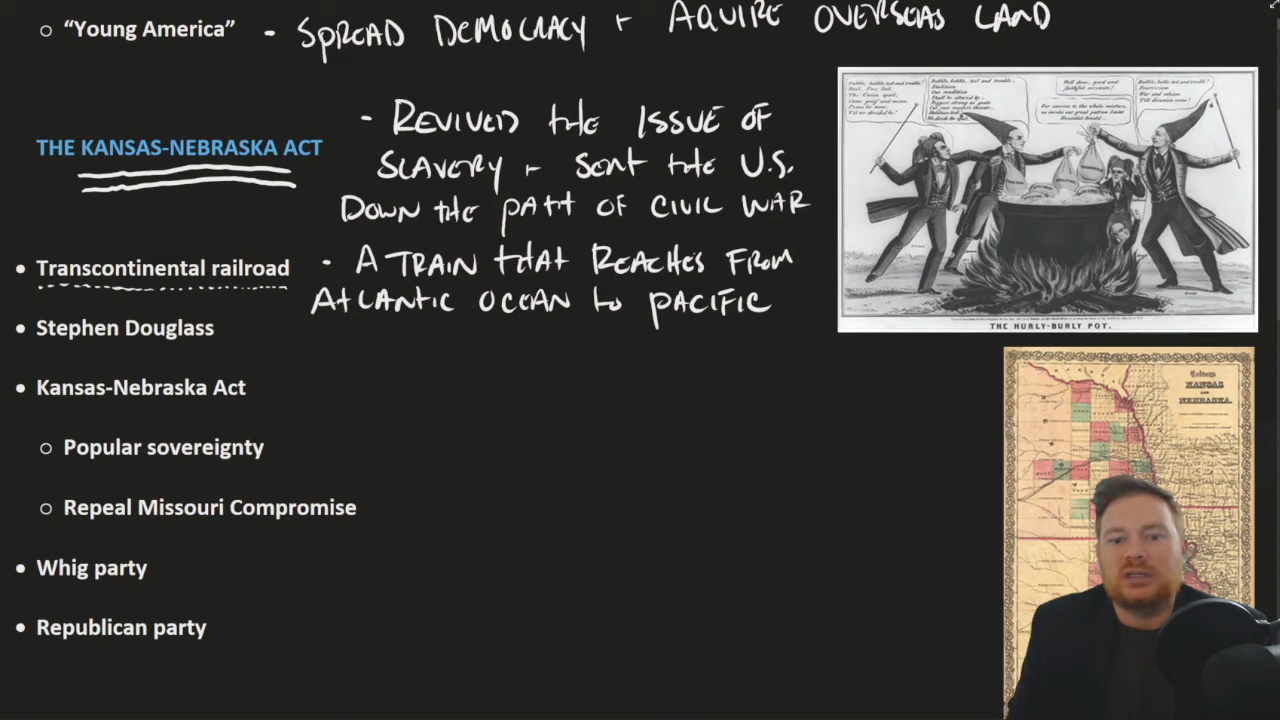 ○ “Young America” - SPREAD DEMOCRACY + AQUIRE OVERSEAS LAND
- REVIVED the ISSUE OF
SLAVERY + SENT the U.S.
DOWN the PATH OF CIVIL WAR
THE KANSAS-NEBRASKA ACT
• Transcontinental railroad
- A TRAIN that REACHES FROM
ATLANTIC OCEAN to PACIFIC
• Stephen Douglass
• Kansas-Nebraska Act
○ Popular sovereignty
○ Repeal Missouri Compromise
• Whig party
• Republican party
THE HURLY-BURLY POT.
KANSAS
AND
NEBRASKA.